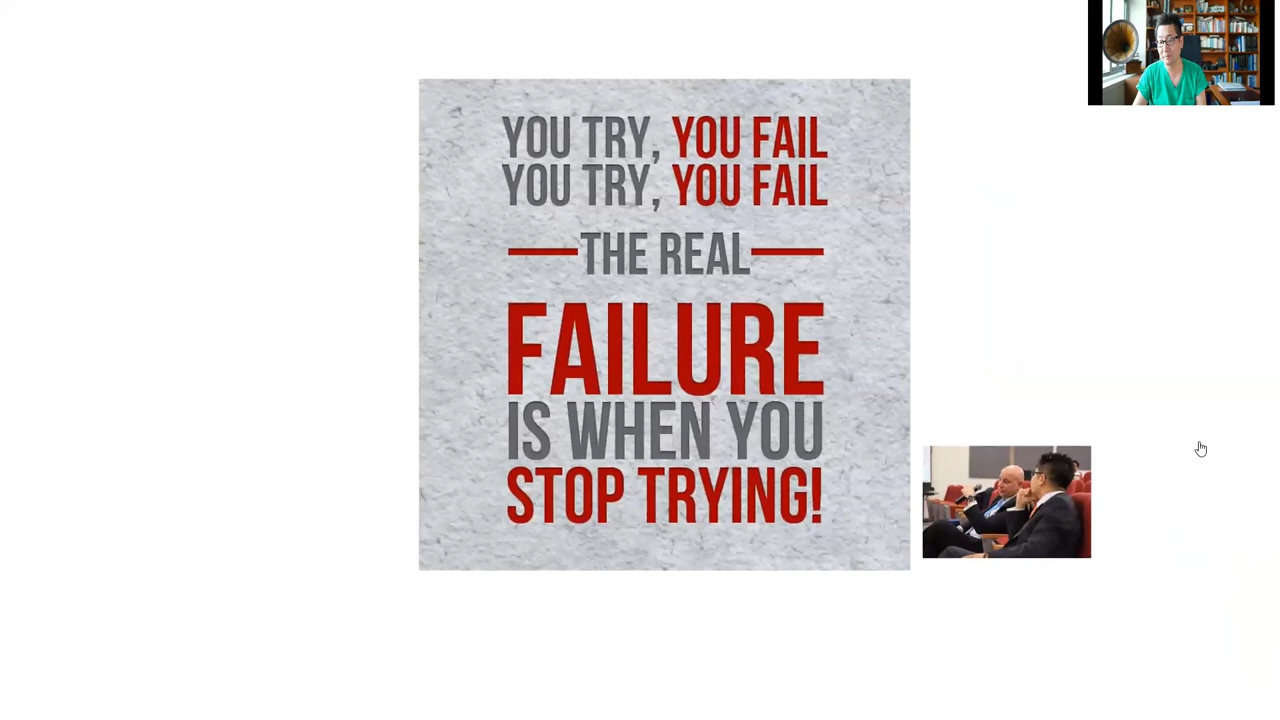 YOU TRY, YOU FAIL
YOU TRY, YOU FAIL
THE REAL
FAILURE
IS WHEN YOU
STOP TRYING!